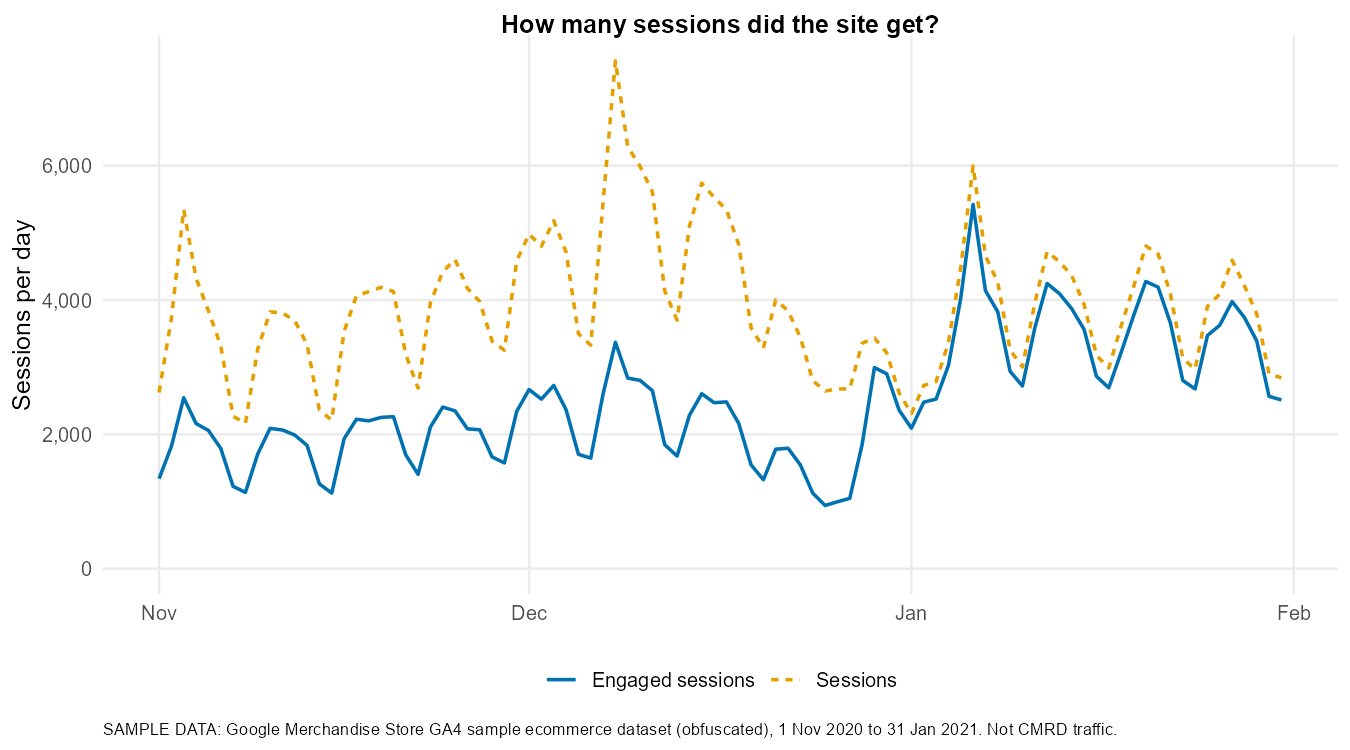 How many sessions did the site get?
Sessions per day
6,000
4,000
2,000
0
Nov Dec Jan Feb
Engaged sessions Sessions
SAMPLE DATA: Google Merchandise Store GA4 sample ecommerce dataset (obfuscated), 1 Nov 2020 to 31 Jan 2021. Not CMRD traffic.